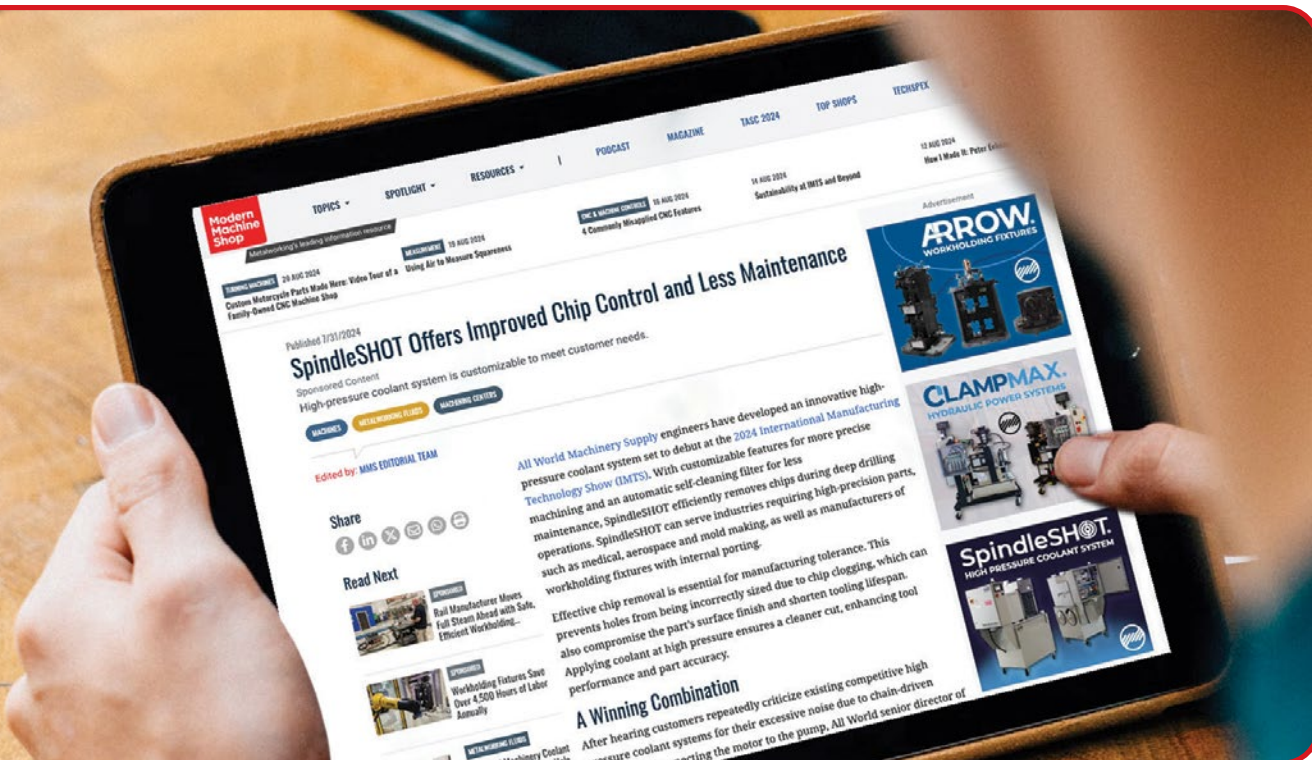 Modern
Machine
Shop
Metalworking's leading information resource
TOPICS
SPOTLIGHT
RESOURCES
|
PODCAST
MAGAZINE
TASC 2024
TOP SHOPS
TECHSPEX
TURNING MACHINES 20 AUG 2024
Custom Motorcycle Parts Made Here: Video Tour of a
Family-Owned CNC Machine Shop
MEASUREMENT 19 AUG 2024
Using Air to Measure Squareness
CNC & MACHINE CONTROLS 16 AUG 2024
4 Commonly Misapplied CNC Features
14 AUG 2024
Sustainability at IMTS and Beyond
12 AUG 2024
How I Made It: Peter
Published 7/31/2024
SpindleSHOT Offers Improved Chip Control and Less Maintenance
Sponsored Content
High-pressure coolant system is customizable to meet customer needs.
MACHINES
METALWORKING FLUIDS
MACHINING CENTERS
Edited by: MMS EDITORIAL TEAM
Share
Read Next
SPONSORED
Rail Manufacturer Moves
Full Steam Ahead with Safe,
Efficient Workholding...
SPONSORED
Workholding Fixtures Save
Over 4,500 Hours of Labor
Annually
METALWORKING FLUIDS
Machinery Coolant
All World Machinery Supply engineers have developed an innovative high-
pressure coolant system set to debut at the 2024 International Manufacturing
Technology Show (IMTS). With customizable features for more precise
machining and an automatic self-cleaning filter for less
maintenance, SpindleSHOT efficiently removes chips during deep drilling
operations. SpindleSHOT can serve industries requiring high-precision parts,
such as medical, aerospace and mold making, as well as manufacturers of
workholding fixtures with internal porting.
Effective chip removal is essential for manufacturing tolerance. This
prevents holes from being incorrectly sized due to chip clogging, which can
also compromise the part's surface finish and shorten tooling lifespan.
Applying coolant at high pressure ensures a cleaner cut, enhancing tool
performance and part accuracy.
A Winning Combination
After hearing customers repeatedly criticize existing competitive high
pressure coolant systems for their excessive noise due to chain-driven
the motor to the pump, All World senior director of
Advertisement
ARROW.
WORKHOLDING FIXTURES
CLAMPMAX.
HYDRAULIC POWER SYSTEMS
SpindleSHOT.
HIGH PRESSURE COOLANT SYSTEM